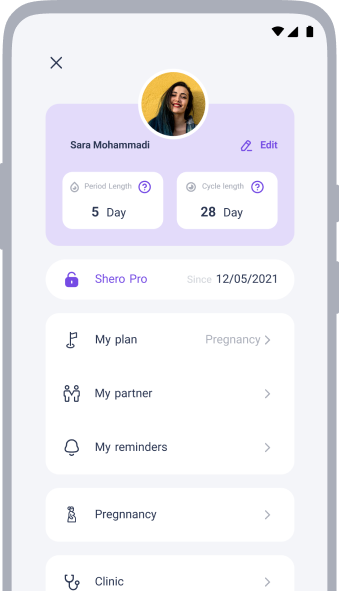 Sara Mohammadi
Edit
Period Length
Cycle length
5 Day
28 Day
Shero Pro
Since 12/05/2021
My plan
Pregnancy
My partner
My reminders
Pregnnancy
Clinic